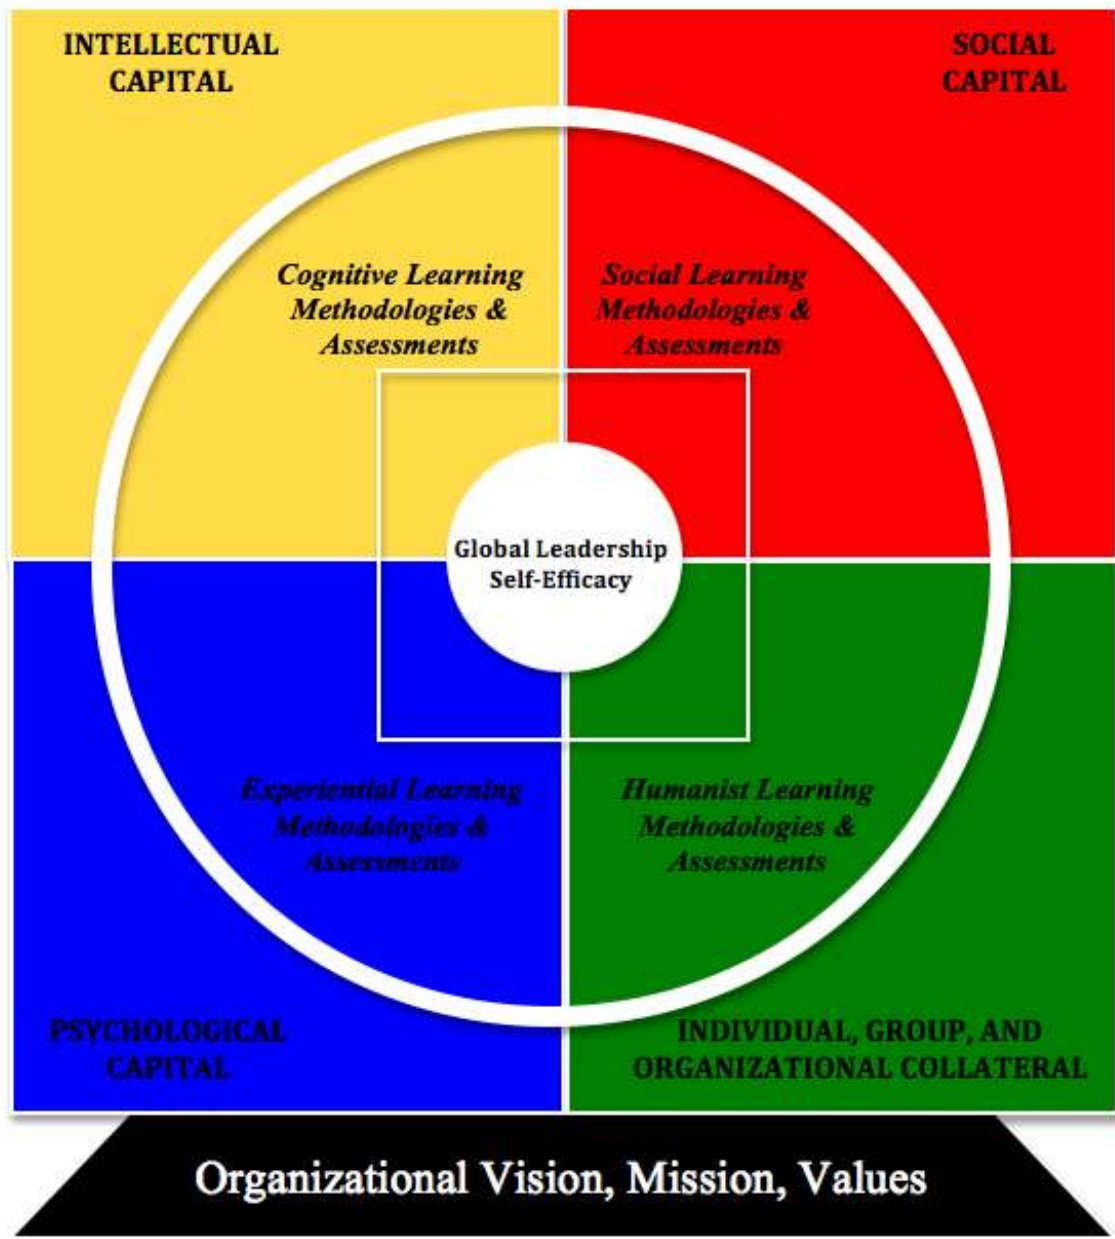 INTELLECTUAL
CAPITAL
SOCIAL
CAPITAL
Cognitive Learning
Methodologies &
Assessments
Social Learning
Methodologies &
Assessments
Global Leadership
Self-Efficacy
Experiential Learning
Methodologies &
Assessments
Humanist Learning
Methodologies &
Assessments
PSYCHOLOGICAL
CAPITAL
INDIVIDUAL, GROUP, AND
ORGANIZATIONAL COLLATERAL
Organizational Vision, Mission, Values